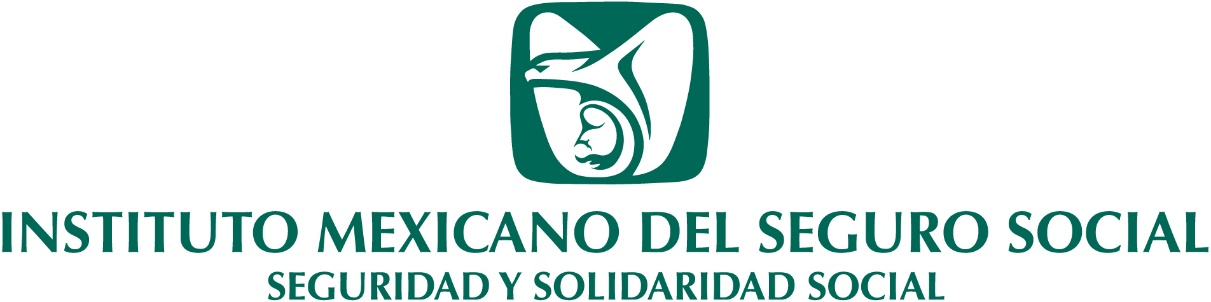 INSTITUTO MEXICANO DEL SEGURO SOCIAL
SEGURIDAD Y SOLIDARIDAD SOCIAL